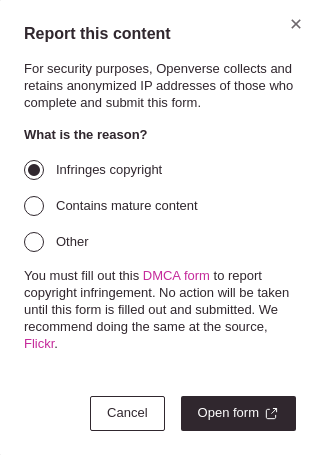 Report this content
For security purposes, Openverse collects and
retains anonymized IP addresses of those who
complete and submit this form.
What is the reason?
Infringes copyright
Contains mature content
Other
You must fill out this DMCA form to report
copyright infringement. No action will be taken
until this form is filled out and submitted. We
recommend doing the same at the source,
Flickr.
Cancel
Open form